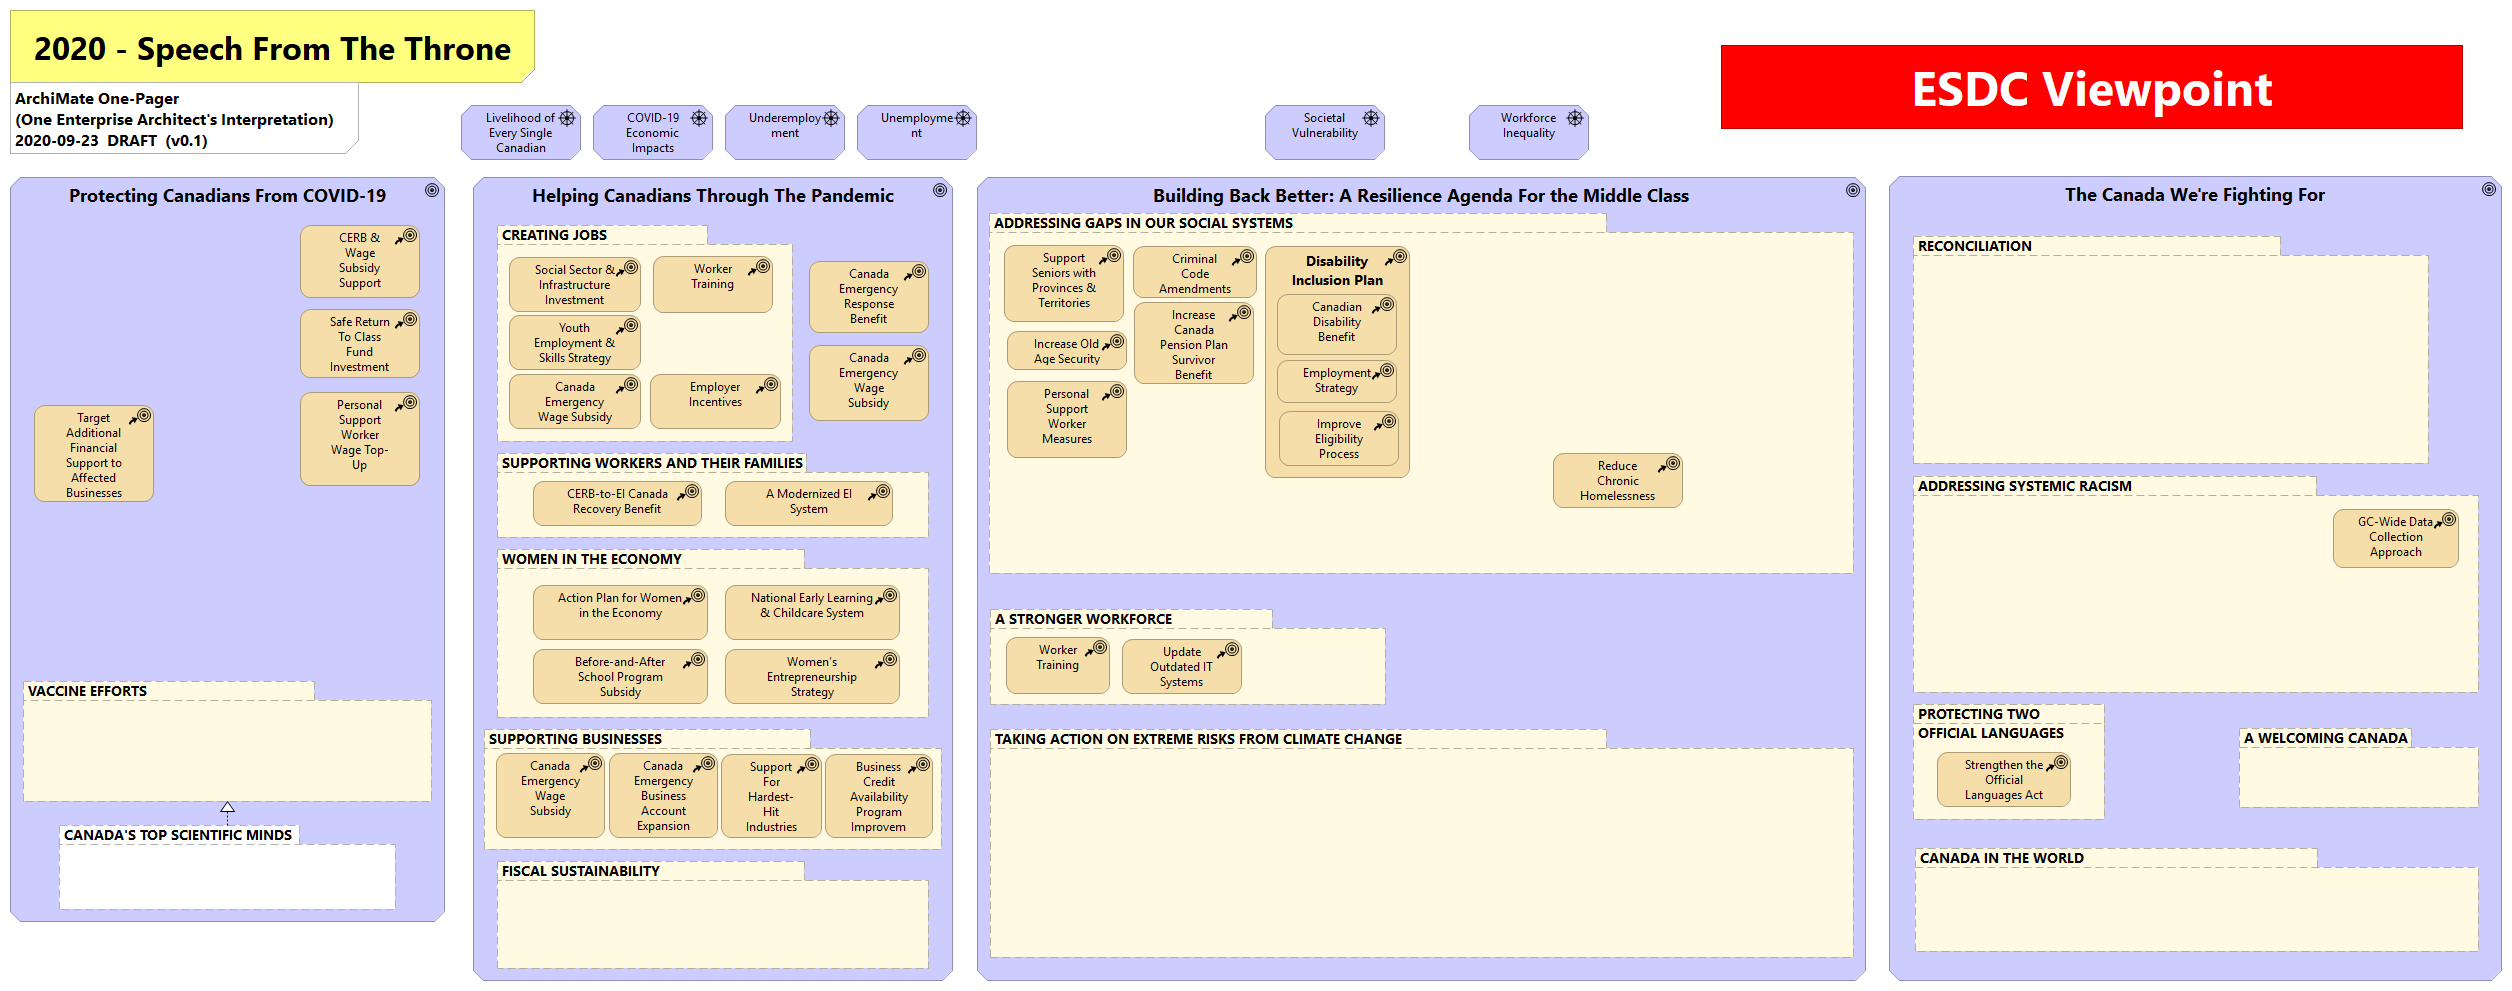 2020 - Speech From The Throne
ArchiMate One-Pager
(One Enterprise Architect's Interpretation)
2020-09-23  DRAFT  (v0.1)
ESDC Viewpoint
Livelihood of
Every Single
Canadian
COVID-19
Economic
Impacts
Underemploy
ment
Unemployme
nt
Societal
Vulnerability
Workforce
Inequality
Protecting Canadians From COVID-19
CERB &
Wage
Subsidy
Support
Safe Return
To Class
Fund
Investment
Personal
Support
Worker
Wage Top-
Up
Target
Additional
Financial
Support to
Affected
Businesses
VACCINE EFFORTS
CANADA'S TOP SCIENTIFIC MINDS
Helping Canadians Through The Pandemic
CREATING JOBS
Social Sector &
Infrastructure
Investment
Worker
Training
Youth
Employment &
Skills Strategy
Canada
Emergency
Wage Subsidy
Employer
Incentives
Canada
Emergency
Response
Benefit
Canada
Emergency
Wage
Subsidy
SUPPORTING WORKERS AND THEIR FAMILIES
CERB-to-EI Canada
Recovery Benefit
A Modernized EI
System
WOMEN IN THE ECONOMY
Action Plan for Women
in the Economy
National Early Learning
& Childcare System
Before-and-After
School Program
Subsidy
Women's
Entrepreneurship
Strategy
SUPPORTING BUSINESSES
Canada
Emergency
Wage
Subsidy
Canada
Emergency
Business
Account
Expansion
Support
For
Hardest-
Hit
Industries
Business
Credit
Availability
Program
Improvem
FISCAL SUSTAINABILITY
Building Back Better: A Resilience Agenda For the Middle Class
ADDRESSING GAPS IN OUR SOCIAL SYSTEMS
Support
Seniors with
Provinces &
Territories
Increase Old
Age Security
Personal
Support
Worker
Measures
Criminal
Code
Amendments
Increase
Canada
Pension Plan
Survivor
Benefit
Disability
Inclusion Plan
Canadian
Disability
Benefit
Employment
Strategy
Improve
Eligibility
Process
Reduce
Chronic
Homelessness
A STRONGER WORKFORCE
Worker
Training
Update
Outdated IT
Systems
TAKING ACTION ON EXTREME RISKS FROM CLIMATE CHANGE
The Canada We're Fighting For
RECONCILIATION
ADDRESSING SYSTEMIC RACISM
GC-Wide Data
Collection
Approach
PROTECTING TWO
OFFICIAL LANGUAGES
Strengthen the
Official
Languages Act
A WELCOMING CANADA
CANADA IN THE WORLD